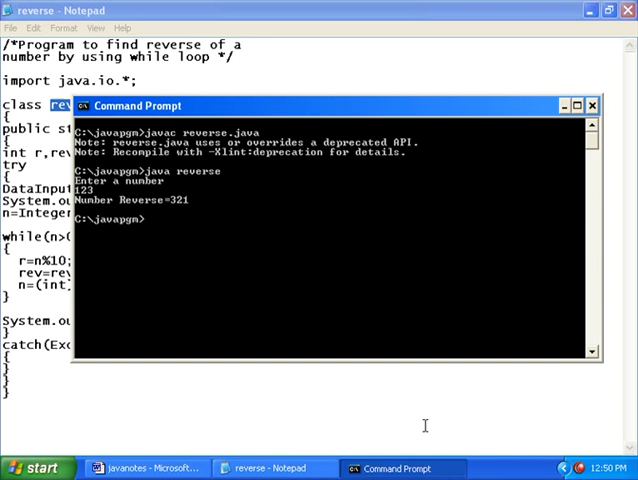 reverse - Notepad
File Edit Format View Help
/*Program to find reverse of a
number by using while loop */
import java.io.*;
class rev
{
public st
{
int r,rev
try
{
DataInpu
System.ou
n=Integer
while(n>0
{
r=n%10;
rev=rev
n=(int)
}
System.ou
}
catch(Exc
{
}
}
}
Command Prompt
C:\javapgm>javac reverse.java
Note: reverse.java uses or overrides a deprecated API.
Note: Recompile with -Xlint:deprecation for details.
C:\javapgm>java reverse
Enter a number
123
Number Reverse=321
C:\javapgm>
start
javanotes - Microsoft...
reverse - Notepad
Command Prompt
12:50 PM